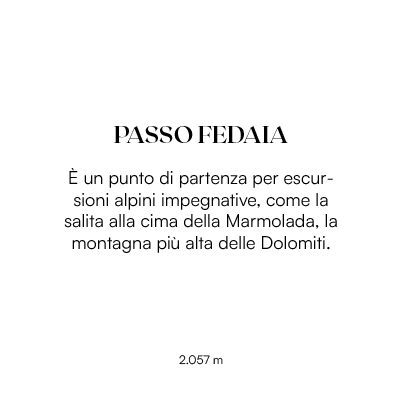 PASSO FEDAIA
È un punto di partenza per escur-
sioni alpini impegnative, come la
salita alla cima della Marmolada, la
montagna più alta delle Dolomiti.
2.057 m